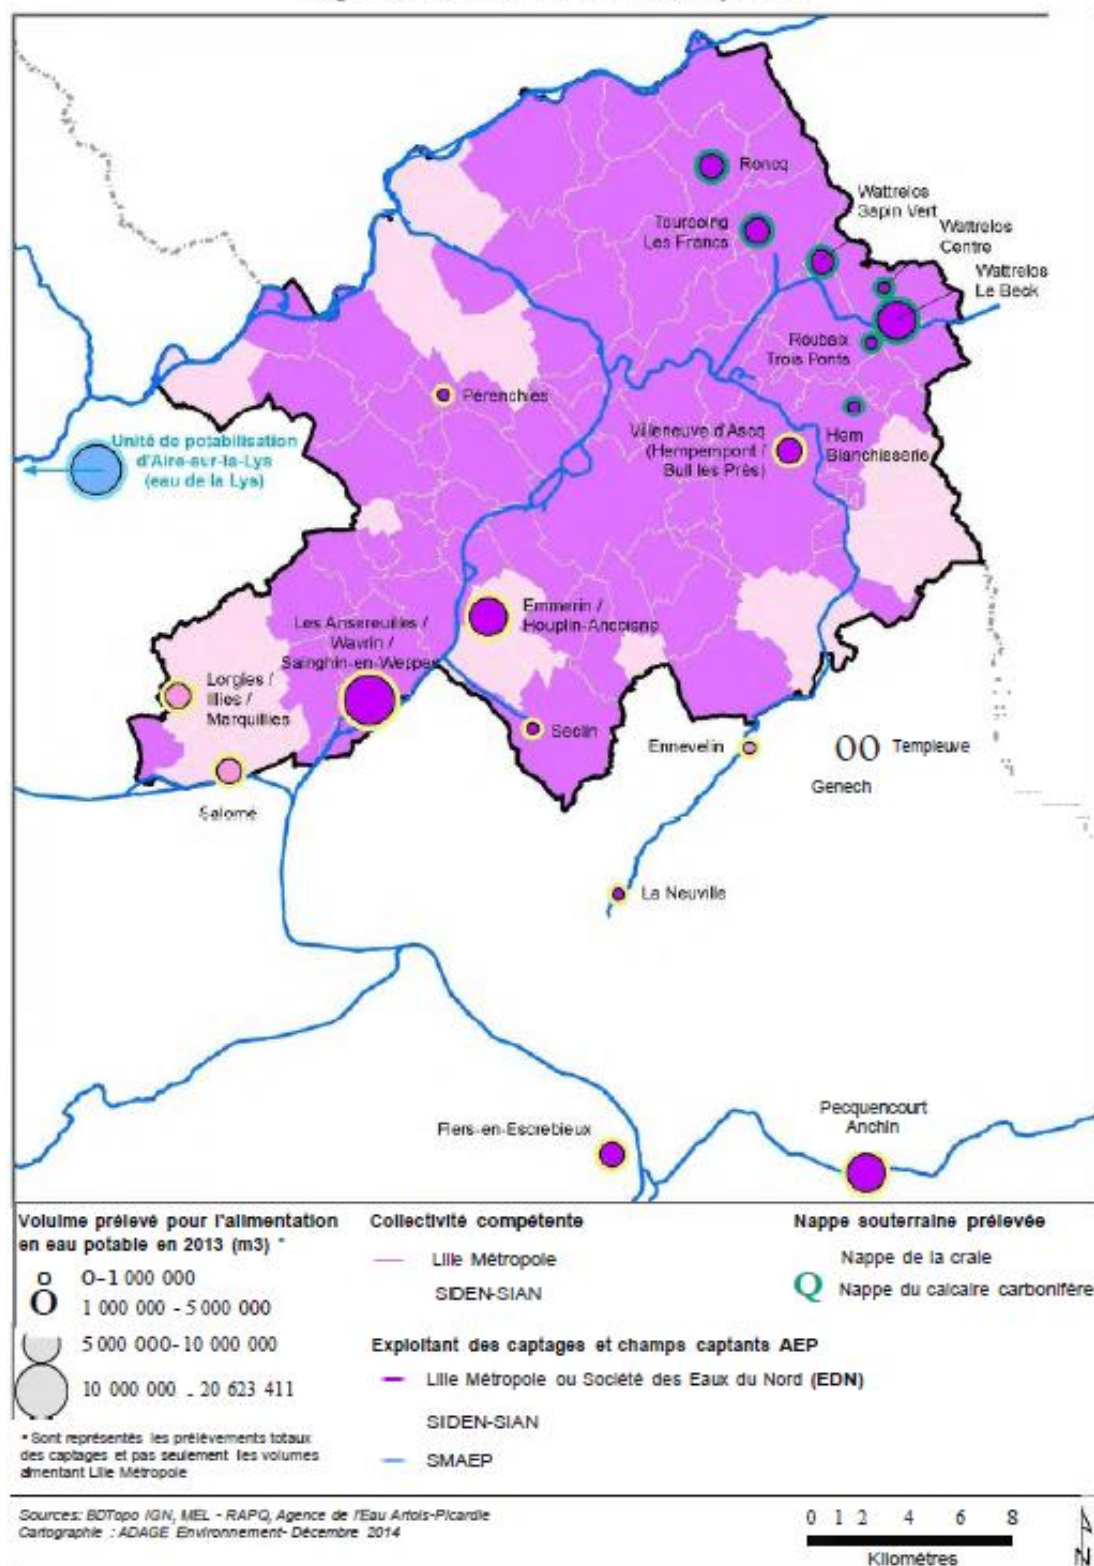 Roncq
Wattrelos
Sapin Vert
Tourcoing
Les Francs
Wattrelos
Centre
Wattrelos
Le Beck
Roubaix
Trois Ponts
Pérenchies
Unité de potabilisation
d'Aire-sur-la-Lys
(eau de la Lys)
Villeneuve d'Ascq
(Hempempont /
Bull les Près)
Hem
Blanchisserie
Emmerin /
Houplin-Ancoisne
Les Ansereuilles /
Wavrin /
Sainghin-en-Weppes
Lorgies /
Illies /
Marquillies
Seclin
Ennevelin
OO Templeuve
Genech
Salomé
La Neuville
Flers-en-Escrebieux
Pecquencourt
Anchin
Volume prélevé pour l'alimentation
en eau potable en 2013 (m3) *
O O-1 000 000
O 1 000 000 - 5 000 000
5 000 OOO- 10 000 000
10 000 000 - 20 623 411
* Sont représentés les prélèvements totaux
des captages et pas seulement les volumes
alimentant Lille Métropole
Collectivité compétente
Lille Métropole
SIDEN-SIAN
Exploitant des captages et champs captants AEP
Lille Métropole ou Société des Eaux du Nord (EDN)
SIDEN-SIAN
SMAEP
Nappe souterraine prélevée
Nappe de la craie
Q Nappe du calcaire carbonifère
Sources: BDTopo IGN, MEL - RAPQ, Agence de l'Eau Artois-Picardie
Cartographie : ADAGE Environnement- Décembre 2014
0 1 2 4 6 8
Kilomètres
N